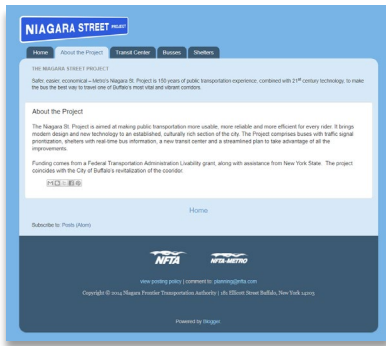 NIAGARA STREET PROJECT
Home About the Project Transit Center Busses Shelters
THE NIAGARA STREET PROJECT
Safer, easier, economical – Metro's Niagara St. Project is 150 years of public transportation experience, combined with 21st century technology, to make
the bus the best way to travel one of Buffalo's most vital and vibrant corridors.
About the Project
The Niagara St. Project is aimed at making public transportation more usable, more reliable and more efficient for every rider. It brings
modern design and new technology to an established, culturally rich section of the city. The Project comprises buses with traffic signal
prioritization, shelters with real-time bus information, a new transit center and a streamlined plan to take advantage of all the
improvements.
Funding comes from a Federal Transportation Administration Livability grant, along with assistance from New York State. The project
coincides with the City of Buffalo's revitalization of the cooridor.
Home
Subscribe to: Posts (Atom)
NFTA NFTA-METRO
view posting policy | comment to: planning@nfta.com
Copyright © 2014 Niagara Frontier Transportation Authority | 181 Ellicott Street Buffalo, New York 14203
Powered by Blogger